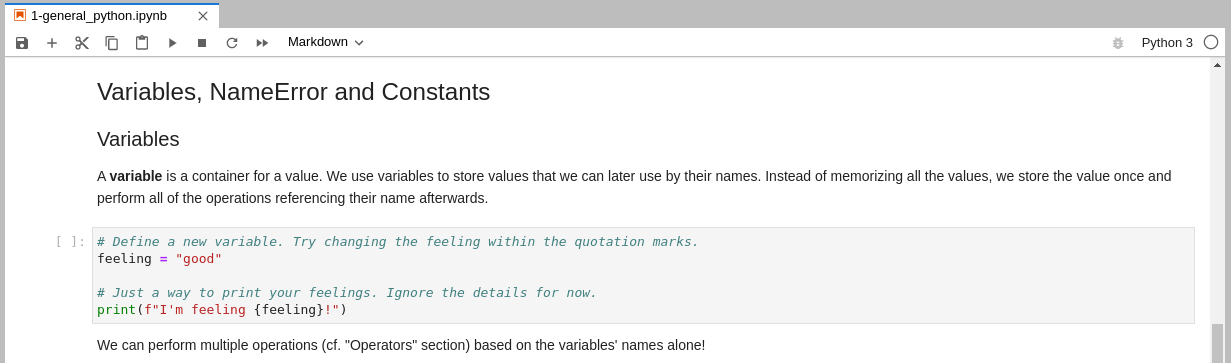 1-general_python.ipynb
Markdown
Python 3
Variables, NameError and Constants
Variables
A variable is a container for a value. We use variables to store values that we can later use by their names. Instead of memorizing all the values, we store the value once and
perform all of the operations referencing their name afterwards.
[ ]:
# Define a new variable. Try changing the feeling within the quotation marks.
feeling = "good"
# Just a way to print your feelings. Ignore the details for now.
print(f"I'm feeling {feeling}!")
We can perform multiple operations (cf. "Operators" section) based on the variables' names alone!